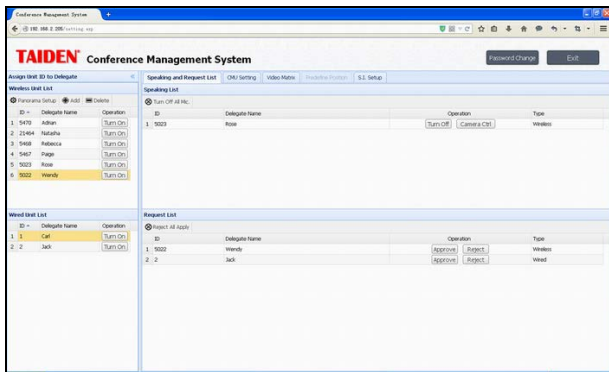 Conference Management System
192.168.2.255/setting.asp
TAIDEN Conference Management System
Password Change
Exit
Assign Unit ID to Delegate
Speaking and Request List
CMU Setting
Video Matrix
Predefine Position
S.I. Setup
Wireless Unit List
Speaking List
Panorama Setup Add Delete
Turn Off All Mic.
ID Delegate Name Operation
ID Delegate Name Operation Type
1 5470 Adrian Turn On
1 5023 Rose Turn Off Camera Ctrl Wireless
2 21464 Natasha Turn On
3 5468 Rebecca Turn On
4 5467 Paige Turn On
5 5023 Rose Turn On
6 5022 Wendy Turn On
Wired Unit List
Request List
ID Delegate Name Operation
Reject All Apply
1 1 Carl Turn On
ID Delegate Name Operation Type
2 2 Jack Turn On
1 5022 Wendy Approve Reject Wireless
2 2 Jack Approve Reject Wired